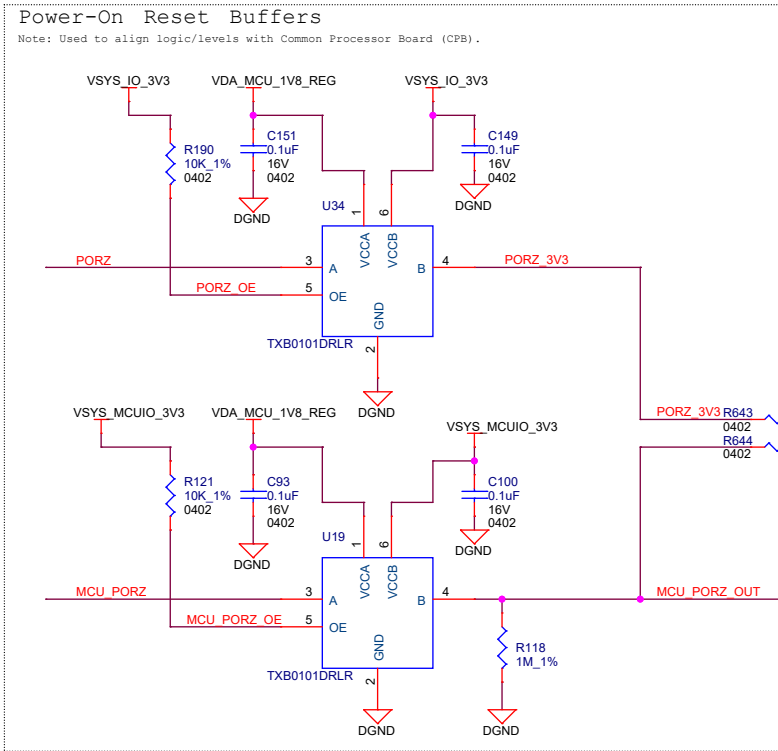 Power-On Reset Buffers
Note: Used to align logic/levels with Common Processor Board (CPB).
VSYS_IO_3V3
VDA_MCU_1V8_REG
VSYS_IO_3V3
R190
10K_1%
0402
C151
0.1uF
16V
0402
C149
0.1uF
16V
0402
DGND
DGND
U34
1
6
VCCA
VCCB
PORZ
3
A
B
4
PORZ_3V3
PORZ_OE
5
OE
GND
2
TXB0101DRLR
DGND
VSYS_MCUIO_3V3
VDA_MCU_1V8_REG
VSYS_MCUIO_3V3
PORZ_3V3
R643
0402
R644
0402
R121
10K_1%
0402
C93
0.1uF
16V
0402
C100
0.1uF
16V
0402
DGND
DGND
U19
1
6
VCCA
VCCB
MCU_PORZ
3
A
B
4
MCU_PORZ_OUT
MCU_PORZ_OE
5
OE
GND
2
TXB0101DRLR
R118
1M_1%
DGND
DGND